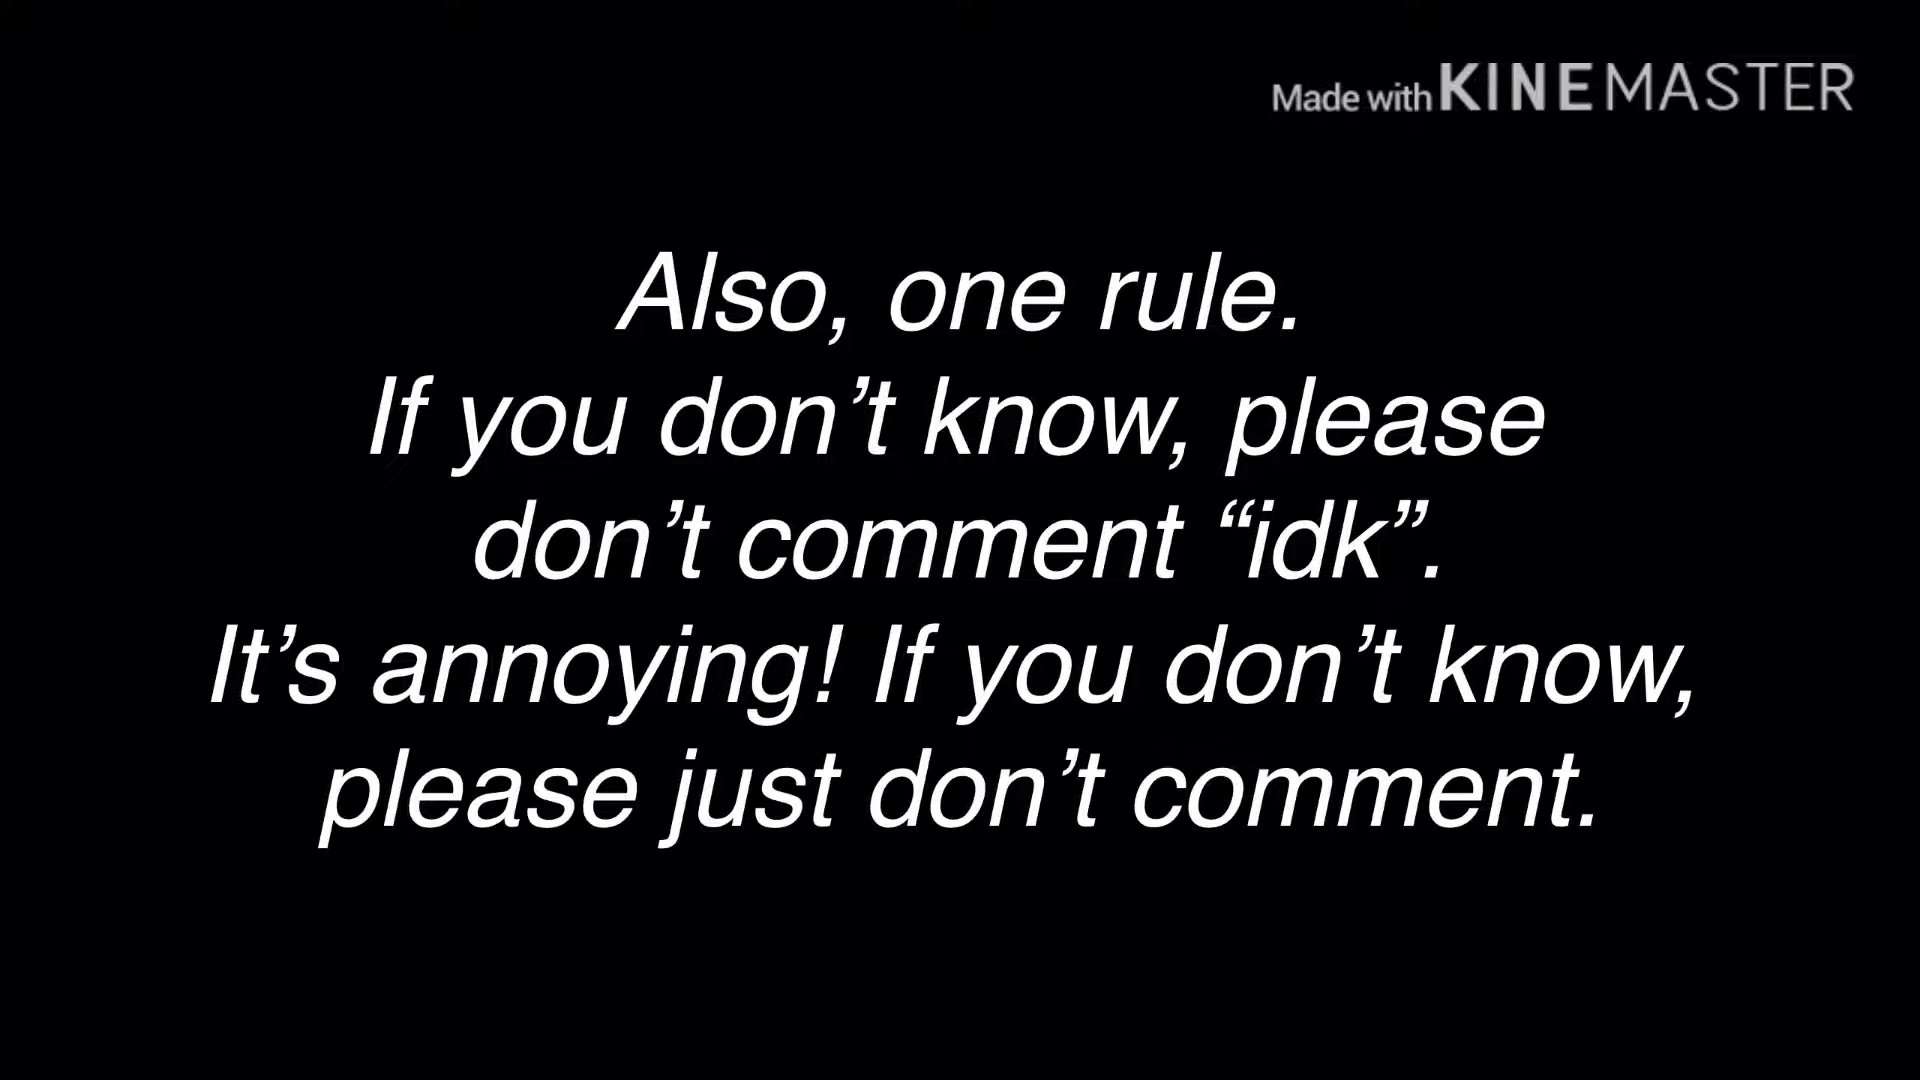 Made with KINEMASTER
Also, one rule.
If you don’t know, please
don’t comment “idk”.
It’s annoying! If you don’t know,
please just don’t comment.